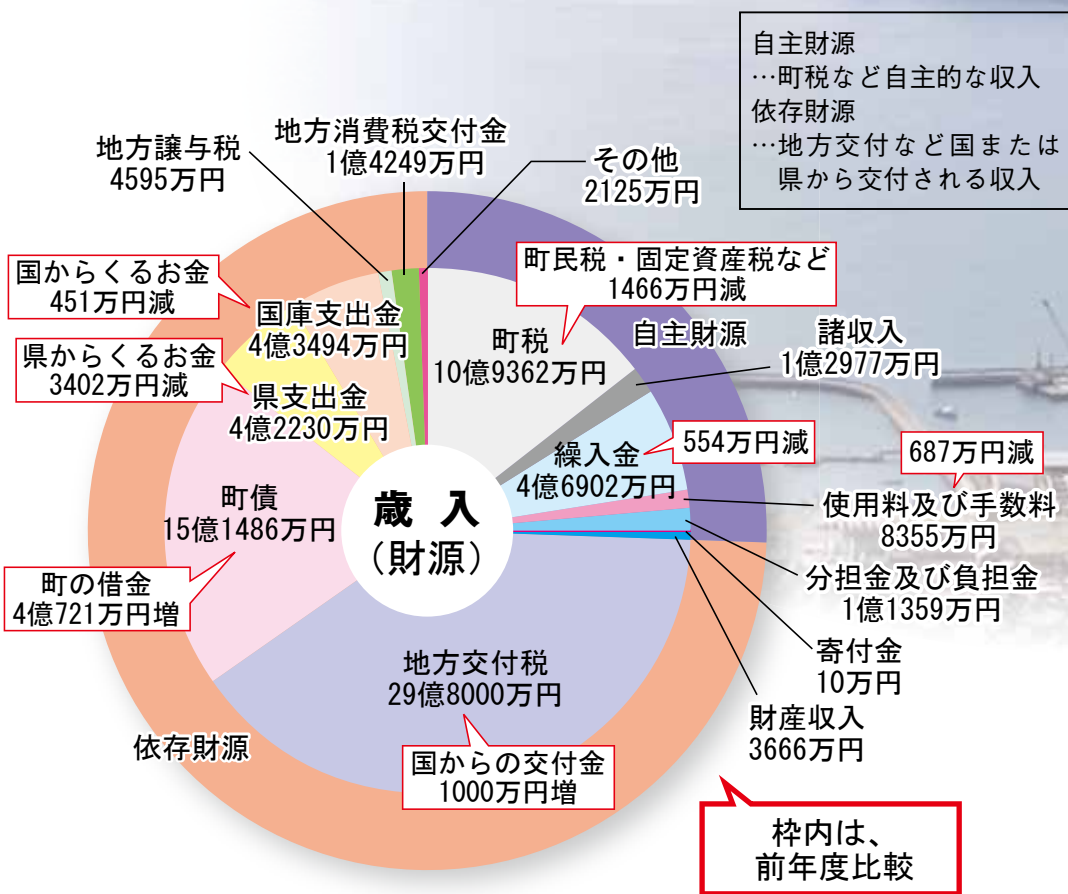 自主財源
…町税など自主的な収入
依存財源
…地方交付など国または
県から交付される収入
地方譲与税
4595万円
地方消費税交付金
1億4249万円
その他
2125万円
国からくるお金
451万円減
国庫支出金
4億3494万円
県からくるお金
3402万円減
県支出金
4億2230万円
町民税・固定資産税など
1466万円減
町税
10億9362万円
自主財源
諸収入
1億2977万円
繰入金
4億6902万円
554万円減
687万円減
使用料及び手数料
8355万円
分担金及び負担金
1億1359万円
寄付金
10万円
財産収入
3666万円
歳入
(財源)
町債
15億1486万円
町の借金
4億721万円増
地方交付税
29億8000万円
国からの交付金
1000万円増
依存財源
枠内は、
前年度比較